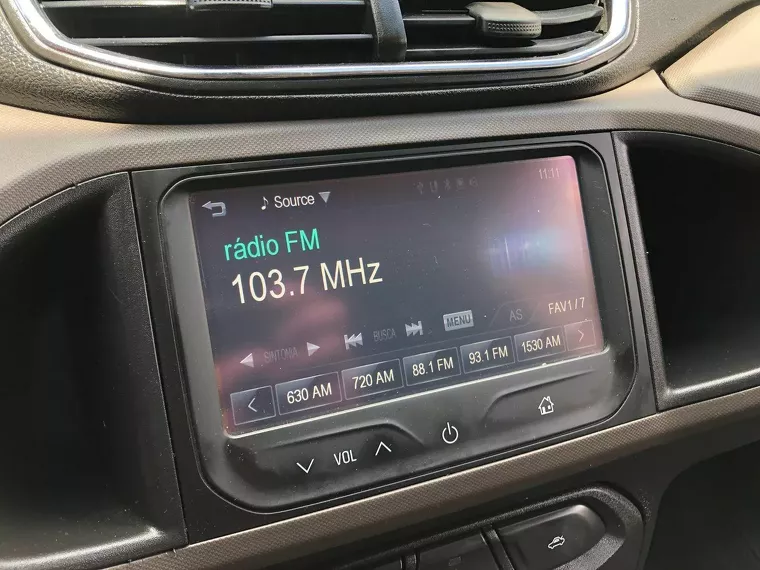 Source
11:11
rádio FM
103.7 MHz
FAV1 / 7
SINTONIA
BUSCA
MENU
AS
630 AM
720 AM
88.1 FM
93.1 FM
1530 AM
VOL